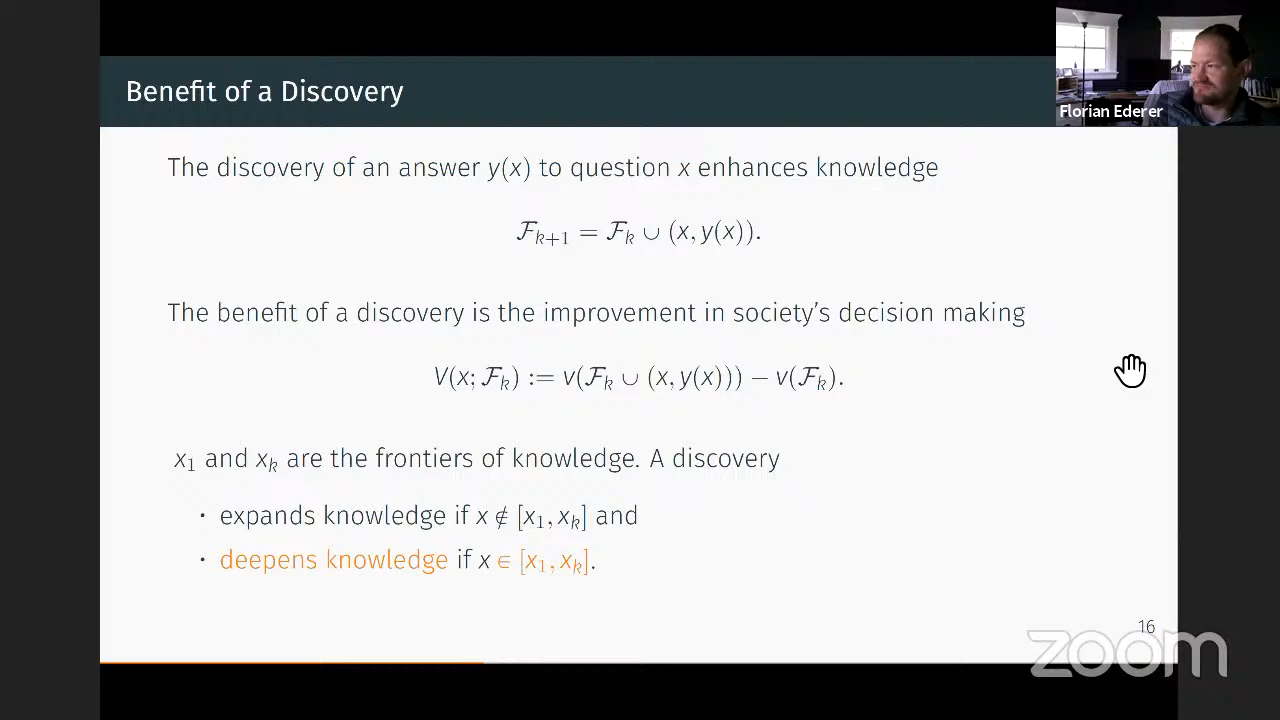 Benefit of a Discovery
Florian Ederer
The discovery of an answer y(x) to question x enhances knowledge
ℱₖ₊₁ = ℱₖ ∪ (x, y(x)).
The benefit of a discovery is the improvement in society's decision making
V(x; ℱₖ) := v(ℱₖ ∪ (x, y(x))) − v(ℱₖ).
x₁ and xₖ are the frontiers of knowledge. A discovery
· expands knowledge if x ∉ [x₁, xₖ] and
· deepens knowledge if x ∈ [x₁, xₖ].
16
zoom